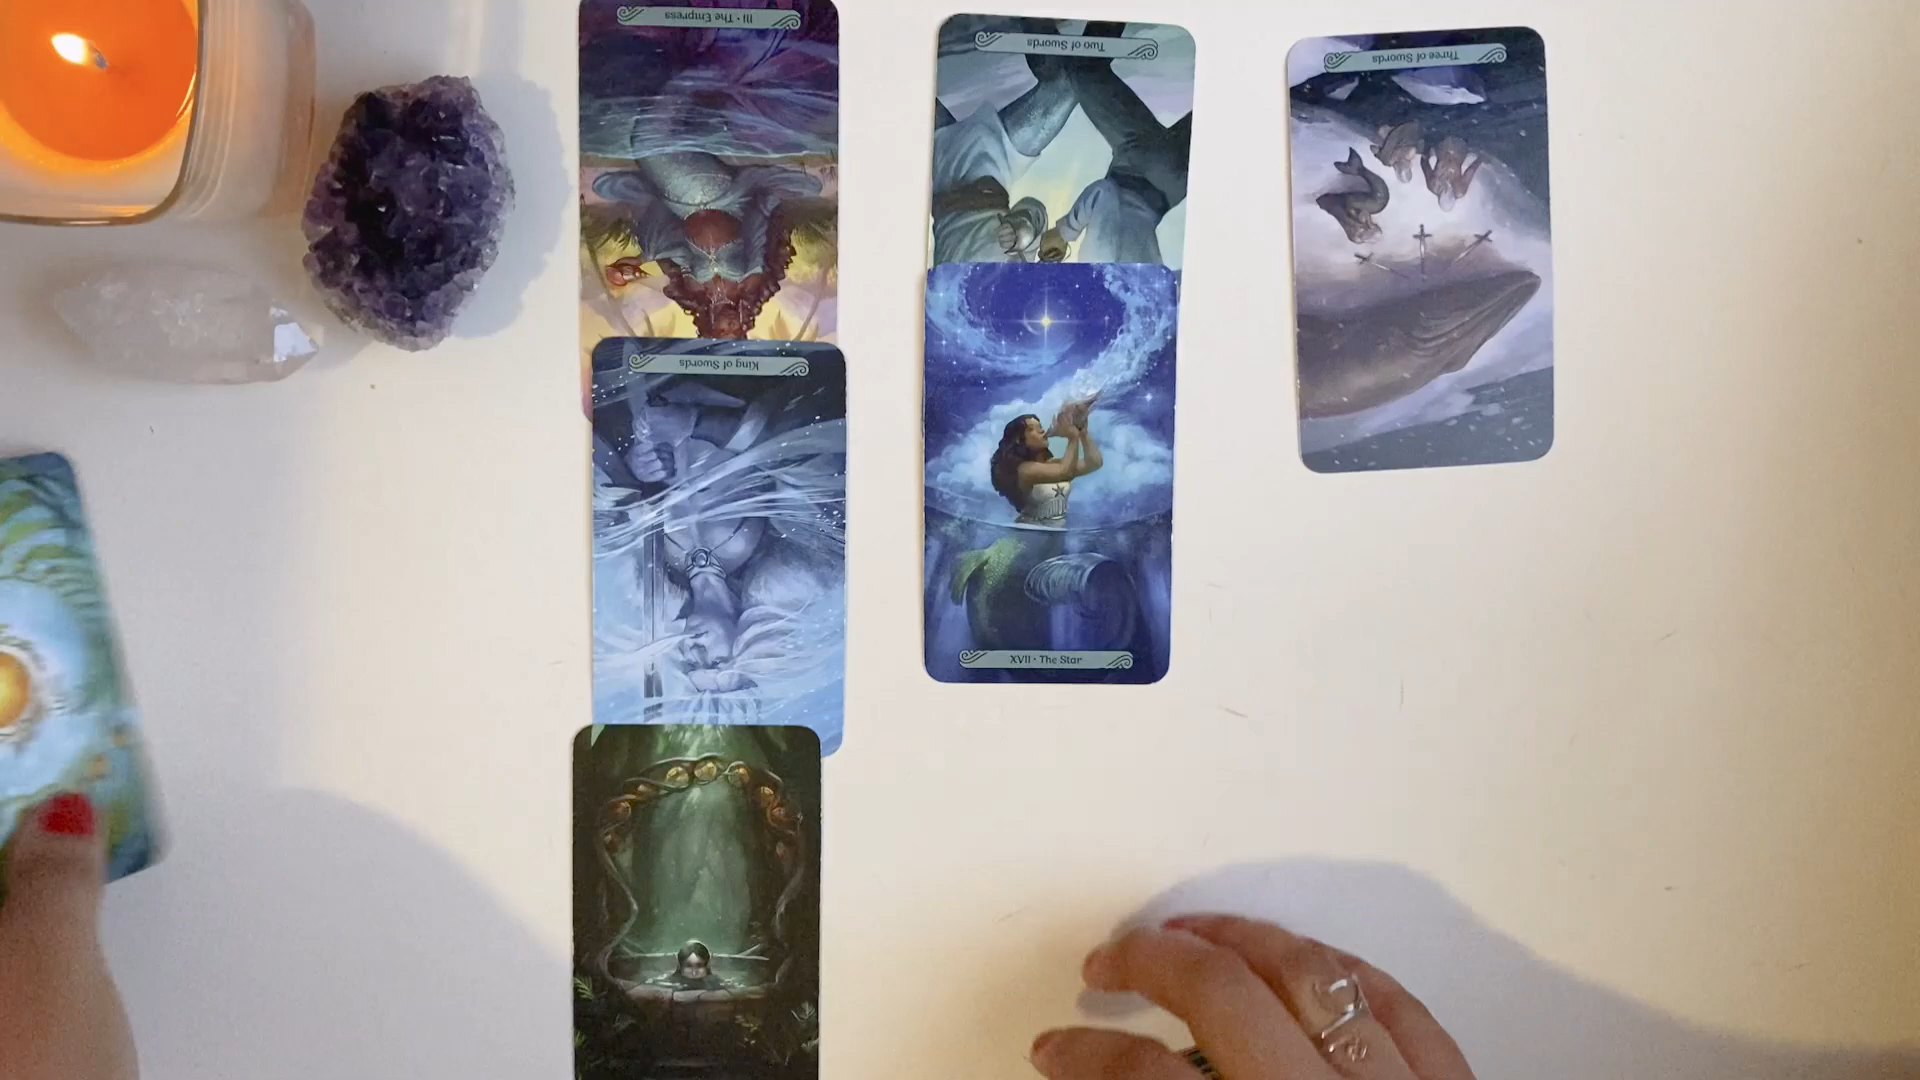 III • The Empress
Two of Swords
Three of Swords
King of Swords
XVII • The Star